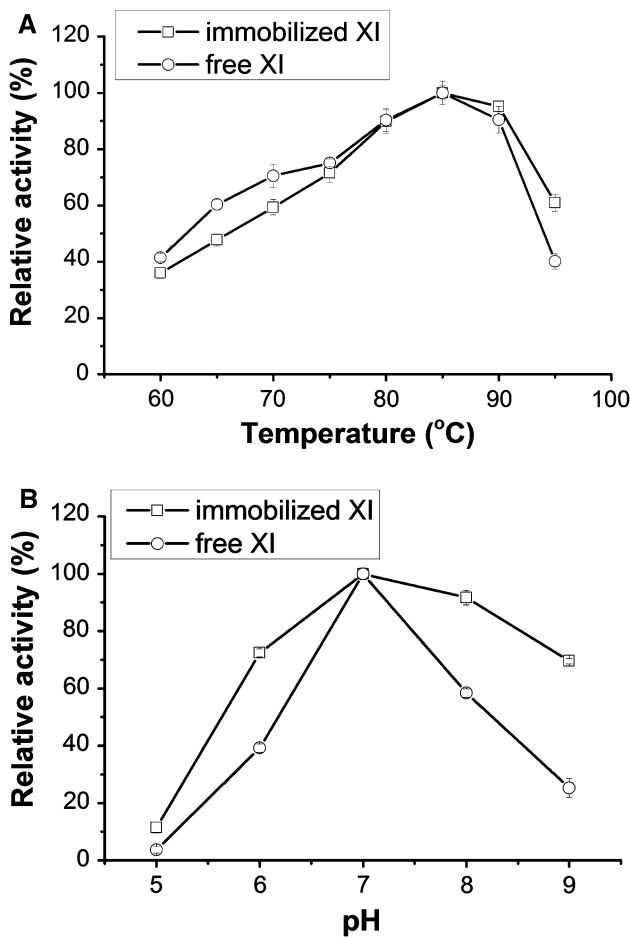 A
immobilized XI
free XI
Relative activity (%)
120
100
80
60
40
20
0
60 70 80 90 100
Temperature (°C)
B
immobilized XI
free XI
Relative activity (%)
120
100
80
60
40
20
0
5 6 7 8 9
pH